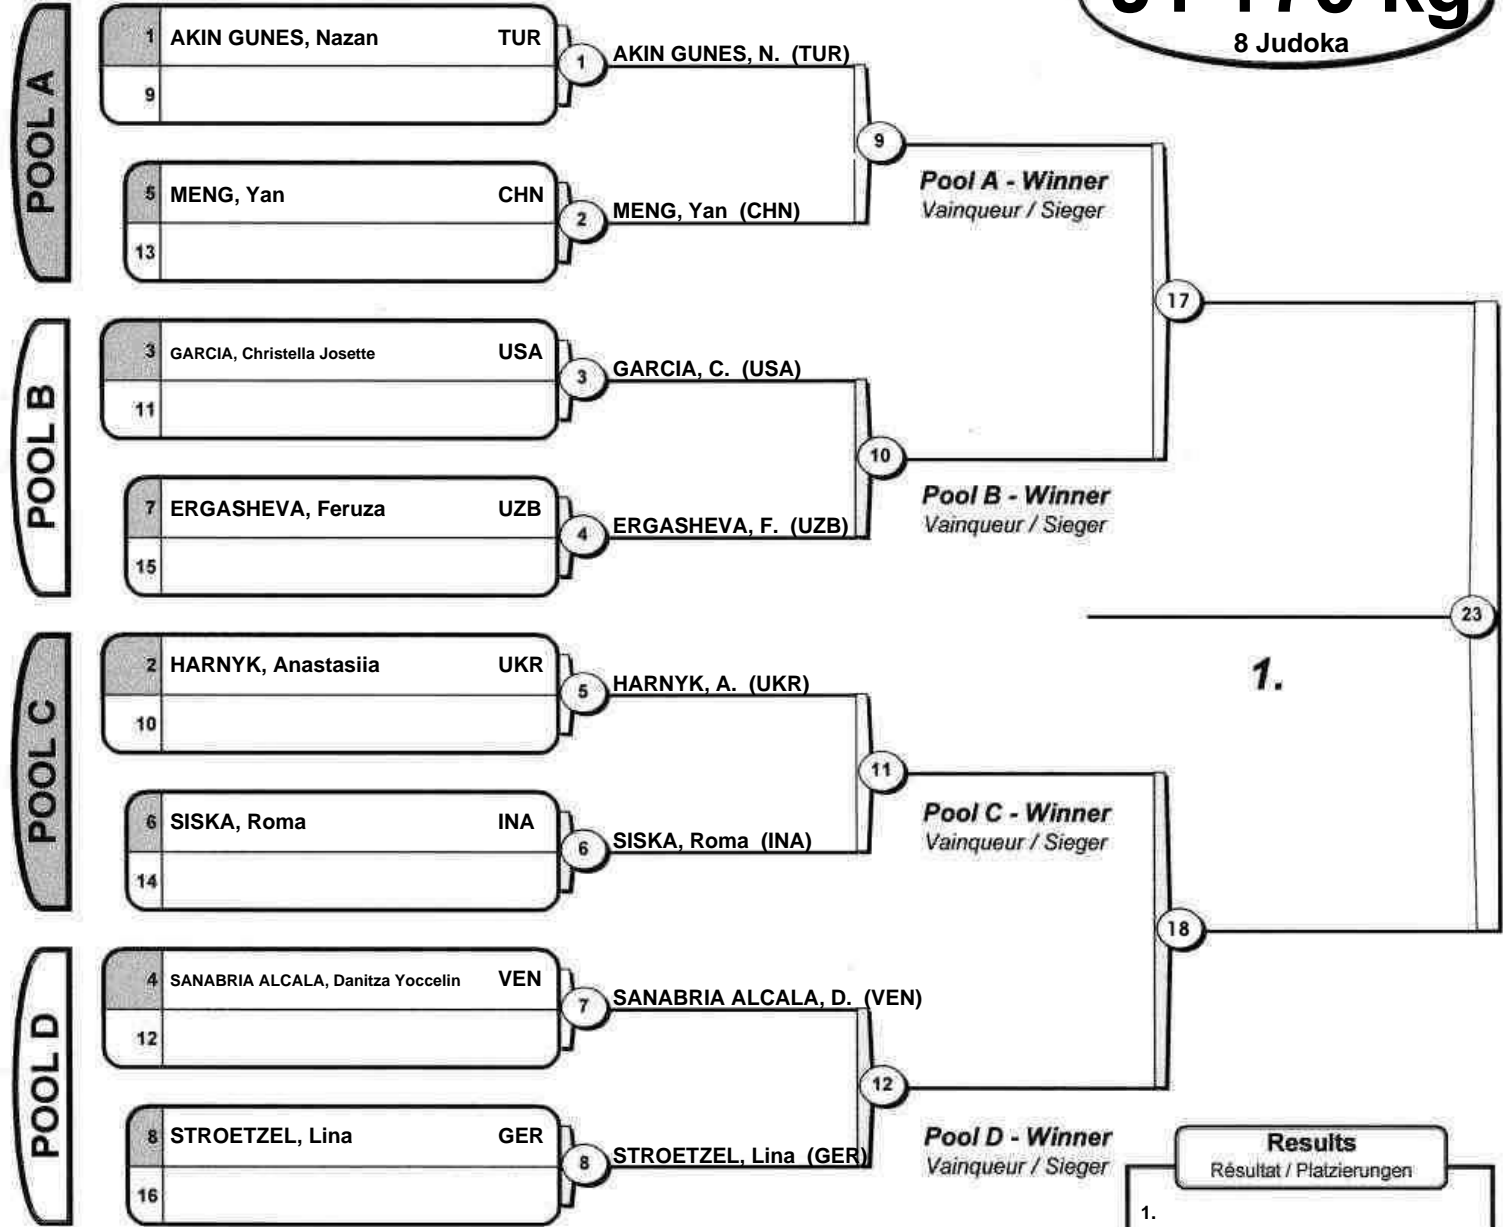 8 Judoka
POOL A
1 AKIN GUNES, Nazan TUR
9
1
AKIN GUNES, N. (TUR)
5 MENG, Yan CHN
13
2
MENG, Yan (CHN)
9
Pool A - Winner
Vainqueur / Sieger
POOL B
3 GARCIA, Christella Josette USA
11
3
GARCIA, C. (USA)
7 ERGASHEVA, Feruza UZB
15
4
ERGASHEVA, F. (UZB)
10
Pool B - Winner
Vainqueur / Sieger
17
POOL C
2 HARNYK, Anastasiia UKR
10
5
HARNYK, A. (UKR)
6 SISKA, Roma INA
14
6
SISKA, Roma (INA)
11
Pool C - Winner
Vainqueur / Sieger
POOL D
4 SANABRIA ALCALA, Danitza Yoccelin VEN
12
7
SANABRIA ALCALA, D. (VEN)
8 STROETZEL, Lina GER
16
8
STROETZEL, Lina (GER)
12
Pool D - Winner
Vainqueur / Sieger
18
23
1.
Results
Résultat / Platzierungen
1.